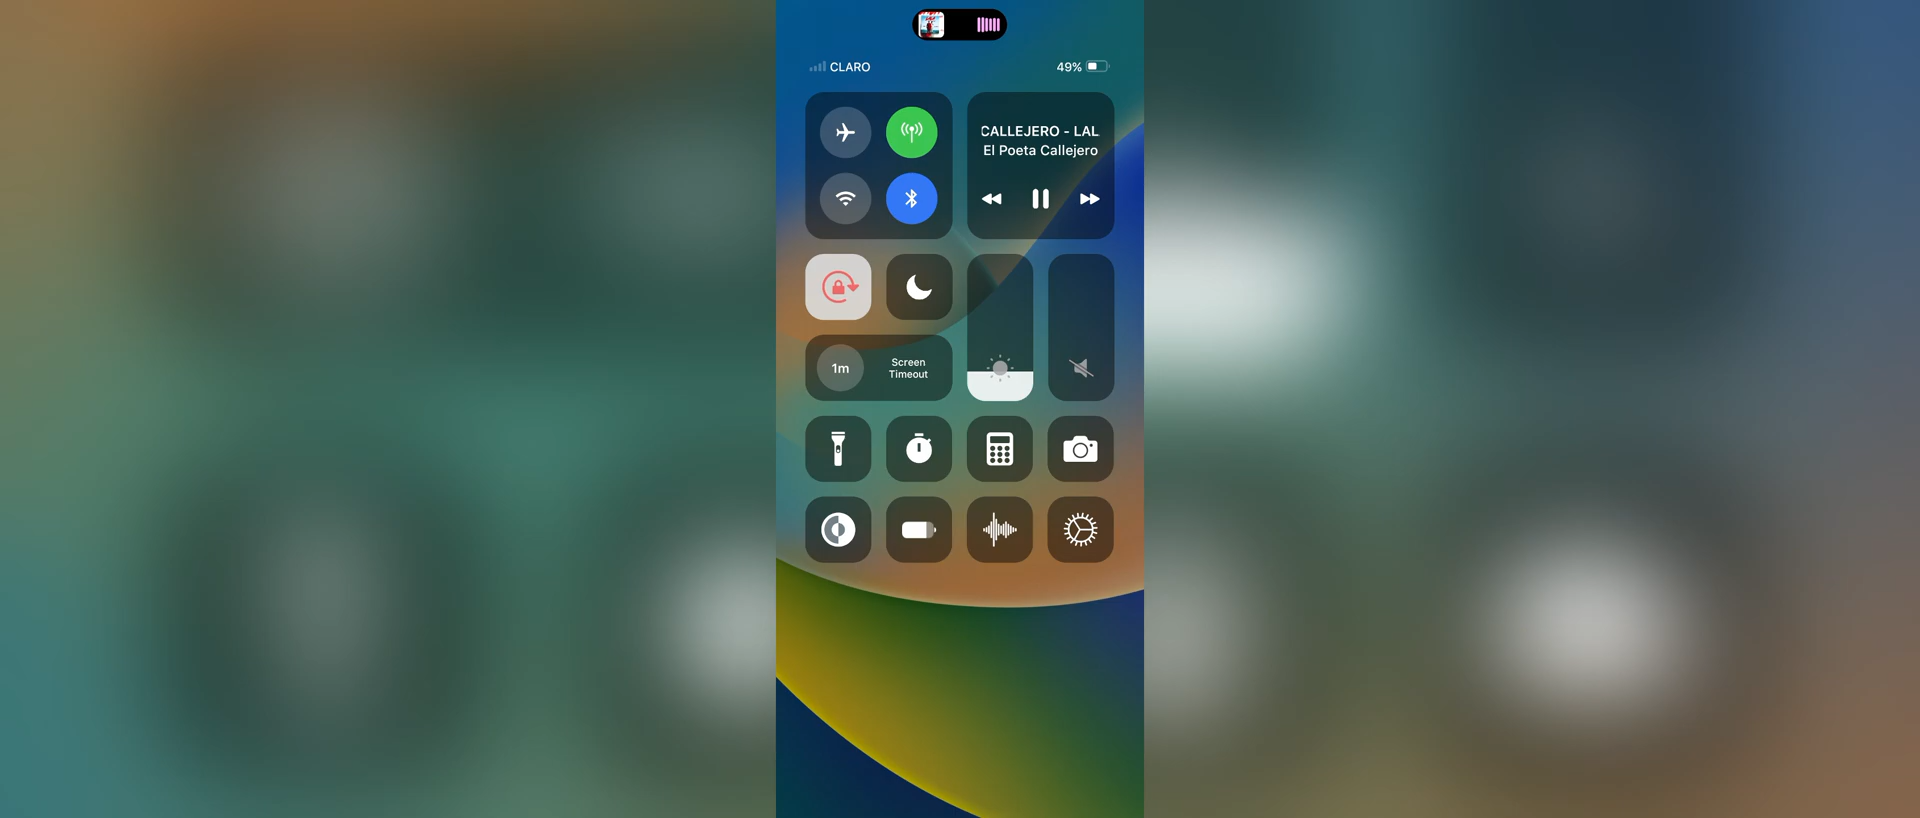 CLARO
49%
CALLEJERO - LAL
El Poeta Callejero
1m
Screen
Timeout